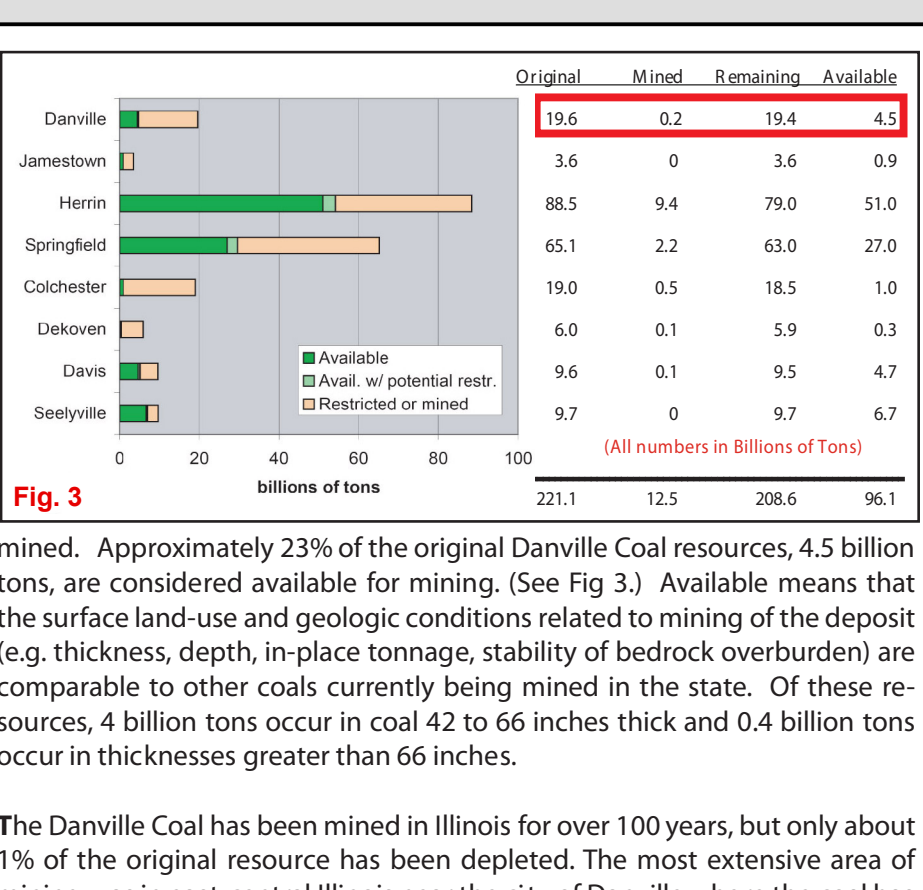 Original Mined Remaining Available
Danville 19.6 0.2 19.4 4.5
Jamestown 3.6 0 3.6 0.9
Herrin 88.5 9.4 79.0 51.0
Springfield 65.1 2.2 63.0 27.0
Colchester 19.0 0.5 18.5 1.0
Dekoven 6.0 0.1 5.9 0.3
Available
Davis Avail. w/ potential restr. 9.6 0.1 9.5 4.7
Restricted or mined
Seelyville 9.7 0 9.7 6.7
(All numbers in Billions of Tons)
0 20 40 60 80 100
billions of tons
Fig. 3 221.1 12.5 208.6 96.1
mined. Approximately 23% of the original Danville Coal resources, 4.5 billion
tons, are considered available for mining. (See Fig 3.) Available means that
the surface land-use and geologic conditions related to mining of the deposit
(e.g. thickness, depth, in-place tonnage, stability of bedrock overburden) are
comparable to other coals currently being mined in the state. Of these re-
sources, 4 billion tons occur in coal 42 to 66 inches thick and 0.4 billion tons
occur in thicknesses greater than 66 inches.
The Danville Coal has been mined in Illinois for over 100 years, but only about
1% of the original resource has been depleted. The most extensive area of